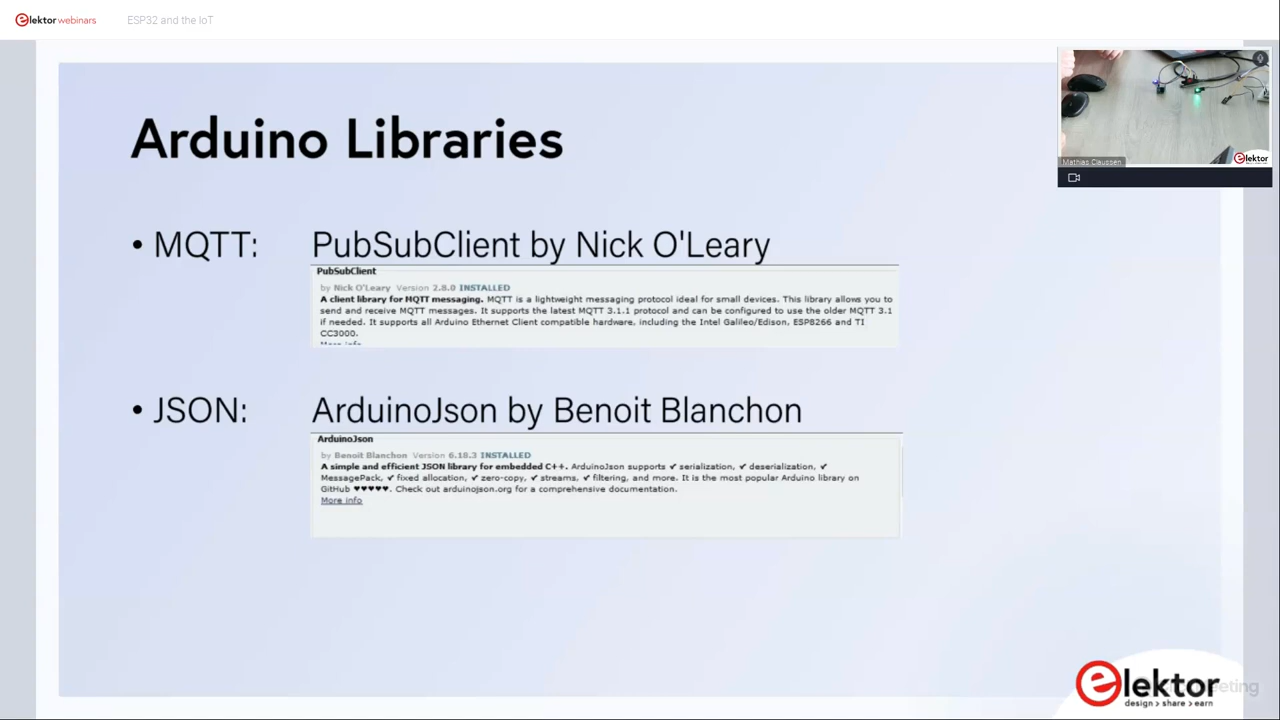 elektor webinars
ESP32 and the IoT
Arduino Libraries
• MQTT: PubSubClient by Nick O'Leary
PubSubClient
by Nick O'Leary Version 2.8.0 INSTALLED
A client library for MQTT messaging. MQTT is a lightweight messaging protocol ideal for small devices. This library allows you to
send and receive MQTT messages. It supports the latest MQTT 3.1.1 protocol and can be configured to use the older MQTT 3.1
if needed. It supports all Arduino Ethernet Client compatible hardware, including the Intel Galileo/Edison, ESP8266 and TI
CC3000.
More info
• JSON: ArduinoJson by Benoit Blanchon
ArduinoJson
by Benoit Blanchon Version 6.18.3 INSTALLED
A simple and efficient JSON library for embedded C++. ArduinoJson supports ✔ serialization, ✔ deserialization, ✔
MessagePack, ✔ fixed allocation, ✔ zero-copy, ✔ streams, ✔ filtering, and more. It is the most popular Arduino library on
GitHub ♥♥♥♥♥. Check out arduinojson.org for a comprehensive documentation.
More info
Mathias Claussen
elektor
elektor
design > share > earn